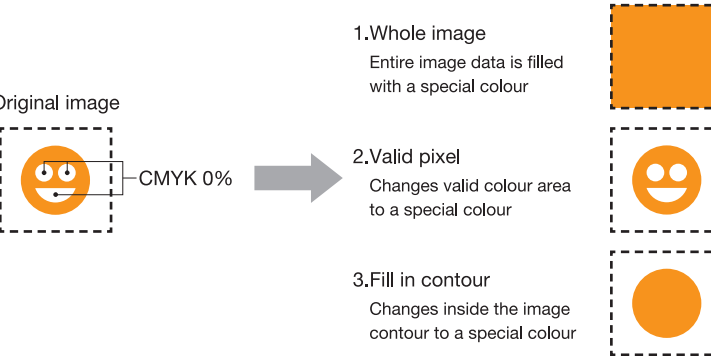 Original image
CMYK 0%
1.Whole image
Entire image data is filled
with a special colour
2.Valid pixel
Changes valid colour area
to a special colour
3.Fill in contour
Changes inside the image
contour to a special colour